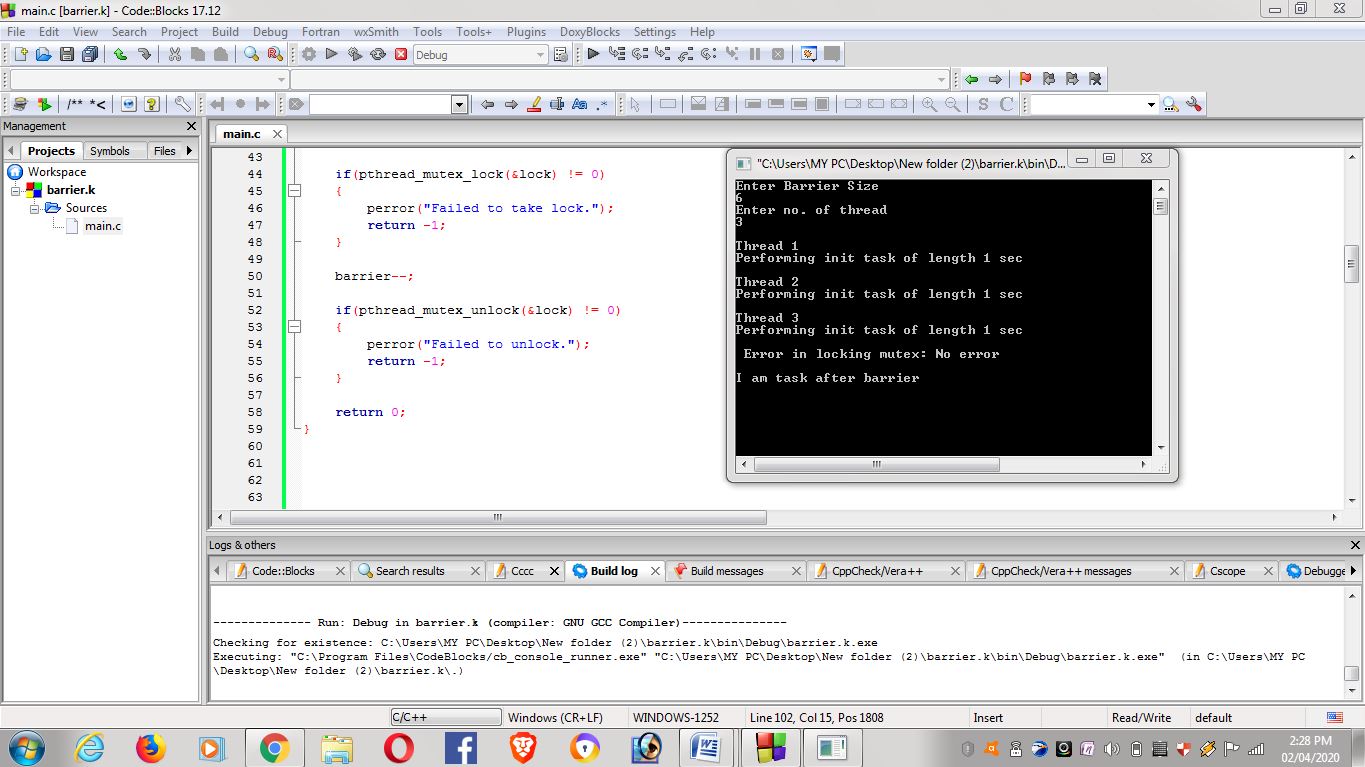 main.c [barrier.k] - Code::Blocks 17.12
File Edit View Search Project Build Debug Fortran wxSmith Tools Tools+ Plugins DoxyBlocks Settings Help
Debug
/** *<
Aa .*
S C
Management
Projects Symbols Files
Workspace
barrier.k
Sources
main.c
main.c
43
44 if(pthread_mutex_lock(&lock) != 0)
45 {
46 perror("Failed to take lock.");
47 return -1;
48 }
49
50 barrier--;
51
52 if(pthread_mutex_unlock(&lock) != 0)
53 {
54 perror("Failed to unlock.");
55 return -1;
56 }
57
58 return 0;
59 }
60
61
62
63
"C:\Users\MY PC\Desktop\New folder (2)\barrier.k\bin\D...
Enter Barrier Size
6
Enter no. of thread
3
Thread 1
Performing init task of length 1 sec
Thread 2
Performing init task of length 1 sec
Thread 3
Performing init task of length 1 sec
Error in locking mutex: No error
I am task after barrier
Logs & others
Code::Blocks Search results Cccc Build log Build messages CppCheck/Vera++ CppCheck/Vera++ messages Cscope Debugge
-------------- Run: Debug in barrier.k (compiler: GNU GCC Compiler)---------------
Checking for existence: C:\Users\MY PC\Desktop\New folder (2)\barrier.k\bin\Debug\barrier.k.exe
Executing: "C:\Program Files\CodeBlocks/cb_console_runner.exe" "C:\Users\MY PC\Desktop\New folder (2)\barrier.k\bin\Debug\barrier.k.exe" (in C:\Users\MY PC
\Desktop\New folder (2)\barrier.k\.)
C/C++ Windows (CR+LF) WINDOWS-1252 Line 102, Col 15, Pos 1808 Insert Read/Write default
2:28 PM
02/04/2020